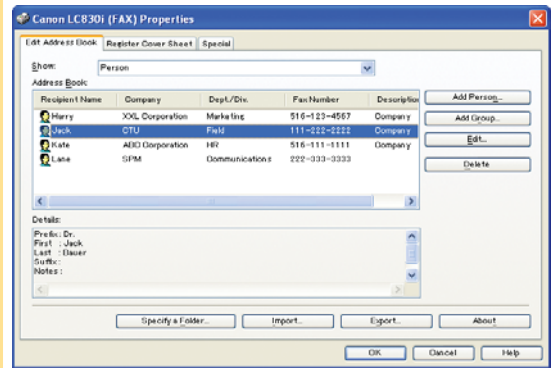 Canon LC830i (FAX) Properties
Edit Address Book Register Cover Sheet Special
Show: Person
Address Book:
Recipient Name Company Dept./Div. Fax Number Description
Harry XXL Corporation Marketing 516-123-4567 Company
Jack CTU Field 111-222-2222 Company
Kate ABD Corporation HR 516-111-1111 Company
Lane SPM Communications 222-333-3333
Add Person...
Add Group...
Edit...
Delete
Details:
Prefix: Dr.
First : Jack
Last : Bauer
Suffix:
Notes :
Specify a Folder... Import... Export... About
OK Cancel Help